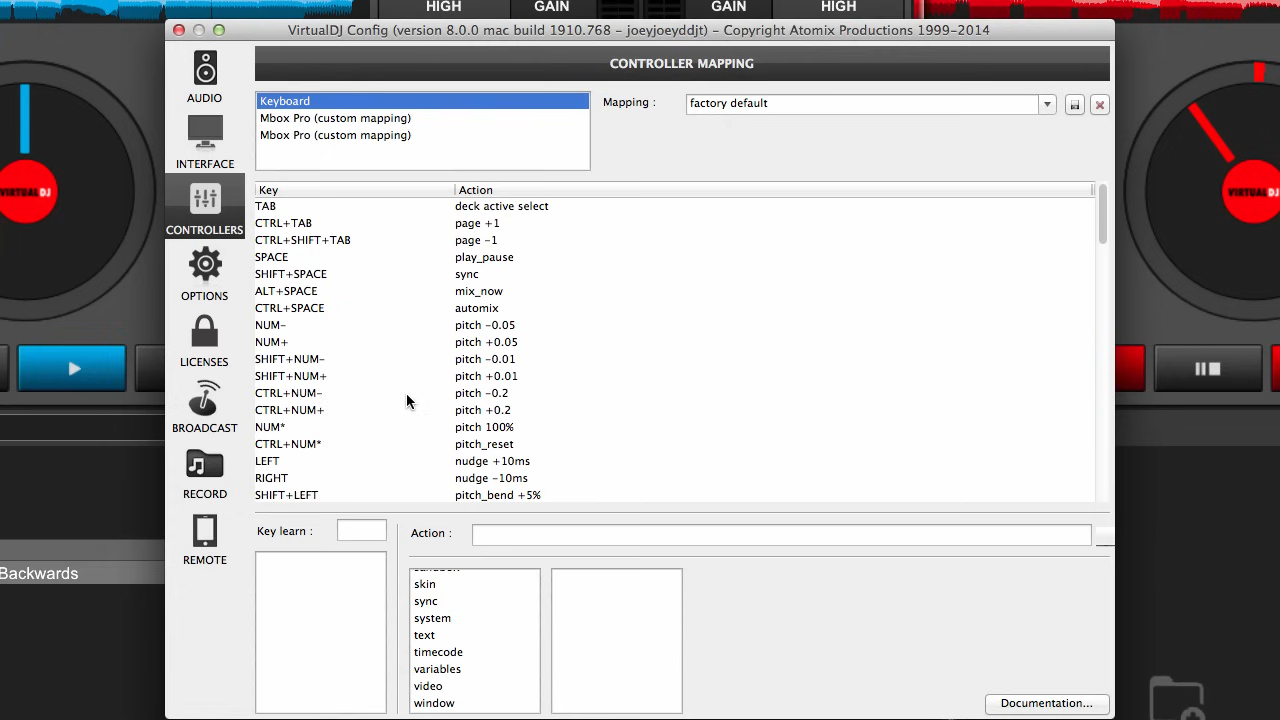 HIGH GAIN GAIN HIGH
VirtualDJ Config (version 8.0.0 mac build 1910.768 - joeyjoeyddjt) - Copyright Atomix Productions 1999-2014
CONTROLLER MAPPING
AUDIO
INTERFACE
CONTROLLERS
OPTIONS
LICENSES
BROADCAST
RECORD
REMOTE
Keyboard
Mbox Pro (custom mapping)
Mbox Pro (custom mapping)
Mapping : factory default
Key Action
TAB deck active select
CTRL+TAB page +1
CTRL+SHIFT+TAB page -1
SPACE play_pause
SHIFT+SPACE sync
ALT+SPACE mix_now
CTRL+SPACE automix
NUM- pitch -0.05
NUM+ pitch +0.05
SHIFT+NUM- pitch -0.01
SHIFT+NUM+ pitch +0.01
CTRL+NUM- pitch -0.2
CTRL+NUM+ pitch +0.2
NUM* pitch 100%
CTRL+NUM* pitch_reset
LEFT nudge +10ms
RIGHT nudge -10ms
SHIFT+LEFT pitch_bend +5%
Key learn : Action :
skin
sync
system
text
timecode
variables
video
window
Documentation...
VIRTUAL DJ
VIRTUAL
Backwards